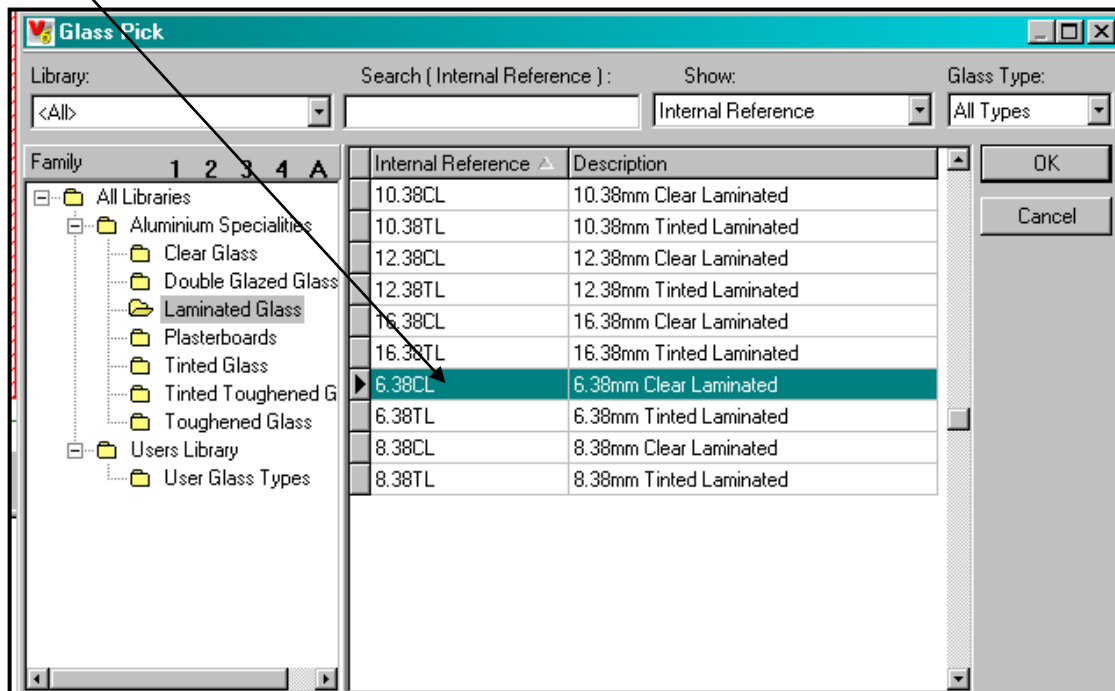 Glass Pick
Library: Search ( Internal Reference ) : Show: Glass Type:
<All> Internal Reference All Types
Family 1 2 3 4 A
All Libraries
Aluminium Specialities
Clear Glass
Double Glazed Glass
Laminated Glass
Plasterboards
Tinted Glass
Tinted Toughened G
Toughened Glass
Users Library
User Glass Types
Internal Reference Description
10.38CL 10.38mm Clear Laminated
10.38TL 10.38mm Tinted Laminated
12.38CL 12.38mm Clear Laminated
12.38TL 12.38mm Tinted Laminated
16.38CL 16.38mm Clear Laminated
16.38TL 16.38mm Tinted Laminated
6.38CL 6.38mm Clear Laminated
6.38TL 6.38mm Tinted Laminated
8.38CL 8.38mm Clear Laminated
8.38TL 8.38mm Tinted Laminated
OK
Cancel